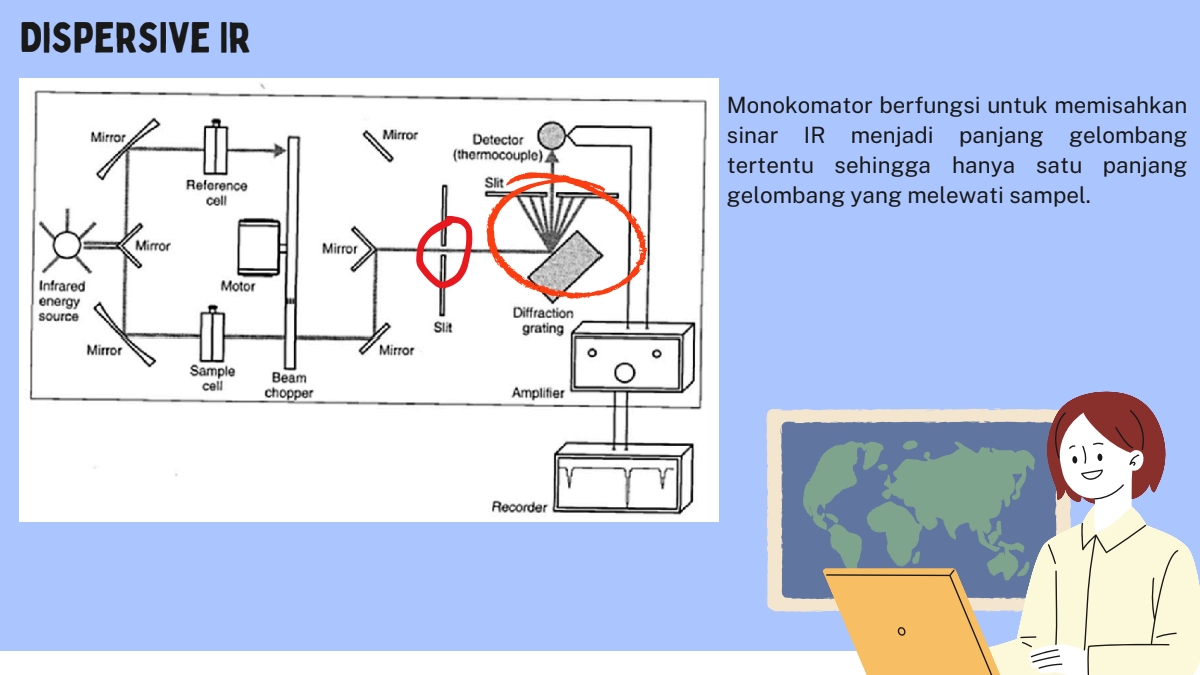 DISPERSIVE IR
Monokomator berfungsi untuk memisahkan
sinar IR menjadi panjang gelombang
tertentu sehingga hanya satu panjang
gelombang yang melewati sampel.
Mirror
Reference
cell
Mirror
Detector
(thermocouple)
Slit
Mirror
Motor
Mirror
Infrared
energy
source
Mirror
Sample
cell
Beam
chopper
Mirror
Slit
Diffraction
grating
Amplifier
Recorder